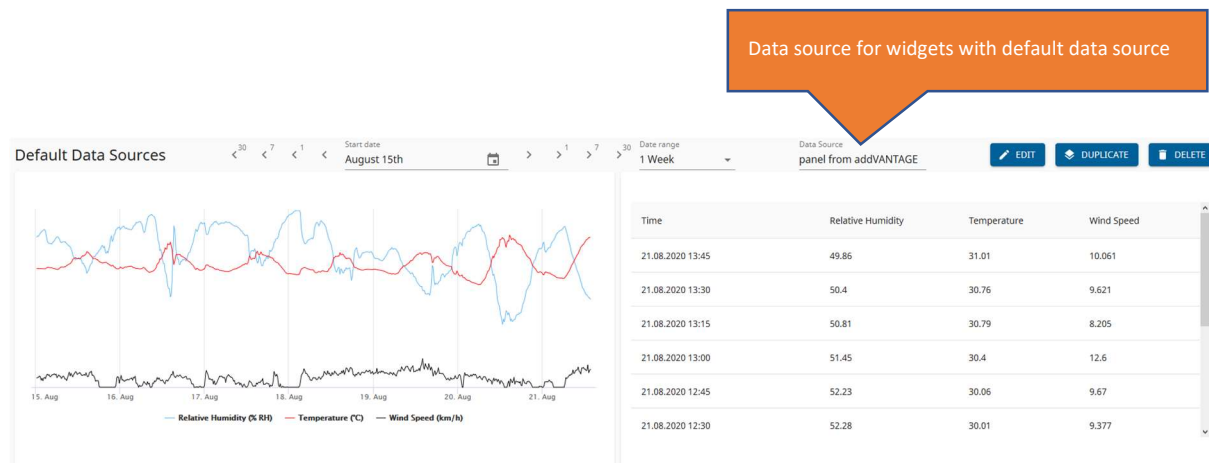 Data source for widgets with default data source
Default Data Sources
30
7
1
Start date
August 15th
1
7
30
Date range
1 Week
Data Source
panel from addVANTAGE
EDIT
DUPLICATE
DELETE
15. Aug
16. Aug
17. Aug
18. Aug
19. Aug
20. Aug
21. Aug
Relative Humidity (% RH)
Temperature (°C)
Wind Speed (km/h)
Time Relative Humidity Temperature Wind Speed
21.08.2020 13:45 49.86 31.01 10.061
21.08.2020 13:30 50.4 30.76 9.621
21.08.2020 13:15 50.81 30.79 8.205
21.08.2020 13:00 51.45 30.4 12.6
21.08.2020 12:45 52.23 30.06 9.67
21.08.2020 12:30 52.28 30.01 9.377